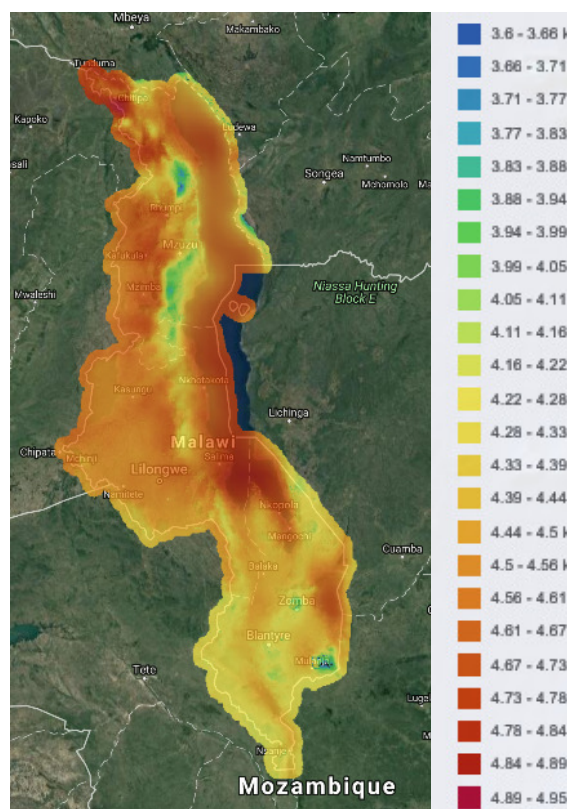 Mbeya
Makambako
Tunduma
Chitipa
Kapoko
Ludewa
Namtumbo
Songea
Mchomolo
Rhumpi
Mzuzu
Mwaleshi
Mzimba
Niassa Hunting
Block E
Kasungu
Nkhotakota
Lichinga
Malawi
Chipata
Mchinji
Salima
Lilongwe
Namitete
Nkopola
Mangochi
Cuamba
Balaka
Zomba
Blantyre
Mulanje
Tete
Nsanje
Mozambique
3.6 - 3.66 k
3.66 - 3.71
3.71 - 3.77
3.77 - 3.83
3.83 - 3.88
3.88 - 3.94
3.94 - 3.99
3.99 - 4.05
4.05 - 4.11
4.11 - 4.16
4.16 - 4.22
4.22 - 4.28
4.28 - 4.33
4.33 - 4.39
4.39 - 4.44
4.44 - 4.5 k
4.5 - 4.56 k
4.56 - 4.61
4.61 - 4.67
4.67 - 4.73
4.73 - 4.78
4.78 - 4.84
4.84 - 4.89
4.89 - 4.95